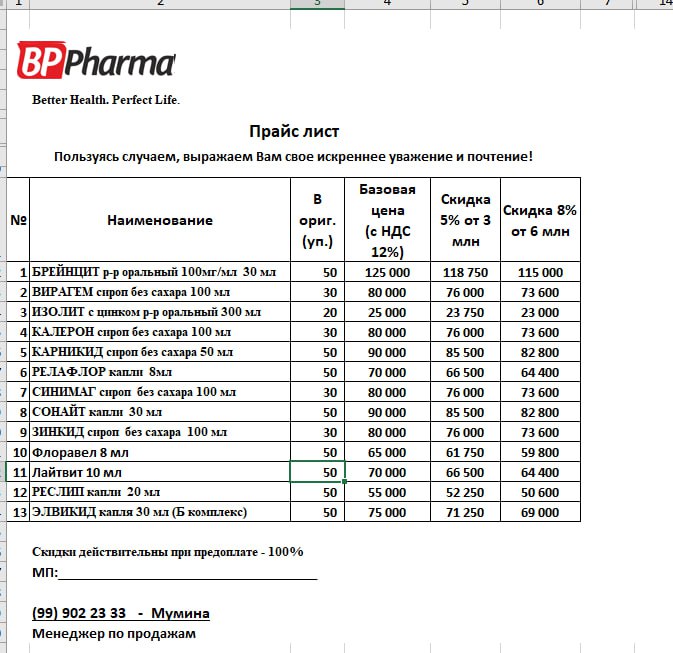 1 2 3 4 5 6 7 14
BP Pharma
Better Health. Perfect Life.
Прайс лист
Пользуясь случаем, выражаем Вам свое искреннее уважение и почтение!
№ Наименование В ориг. (уп.) Базовая цена (с НДС 12%) Скидка 5% от 3 млн Скидка 8% от 6 млн
1 БРЕЙНЦИТ р-р оральный 100мг/мл 30 мл 50 125 000 118 750 115 000
2 ВИРАГЕМ сироп без сахара 100 мл 30 80 000 76 000 73 600
3 ИЗОЛИТ с цинком р-р оральный 300 мл 20 25 000 23 750 23 000
4 КАЛЕРОН сироп без сахара 100 мл 30 80 000 76 000 73 600
5 КАРНИКИД сироп без сахара 50 мл 50 90 000 85 500 82 800
6 РЕЛАФЛОР капли 8мл 50 70 000 66 500 64 400
7 СИНИМАГ сироп без сахара 100 мл 30 80 000 76 000 73 600
8 СОНАЙТ капли 30 мл 50 90 000 85 500 82 800
9 ЗИНКИД сироп без сахара 100 мл 30 80 000 76 000 73 600
10 Флоравел 8 мл 50 65 000 61 750 59 800
11 Лайтвит 10 мл 50 70 000 66 500 64 400
12 РЕСЛИП капли 20 мл 50 55 000 52 250 50 600
13 ЭЛВИКИД капля 30 мл (Б комплекс) 50 75 000 71 250 69 000
Скидки действительны при предоплате - 100%
МП:____________________________________
(99) 902 23 33 - Мумина
Менеджер по продажам